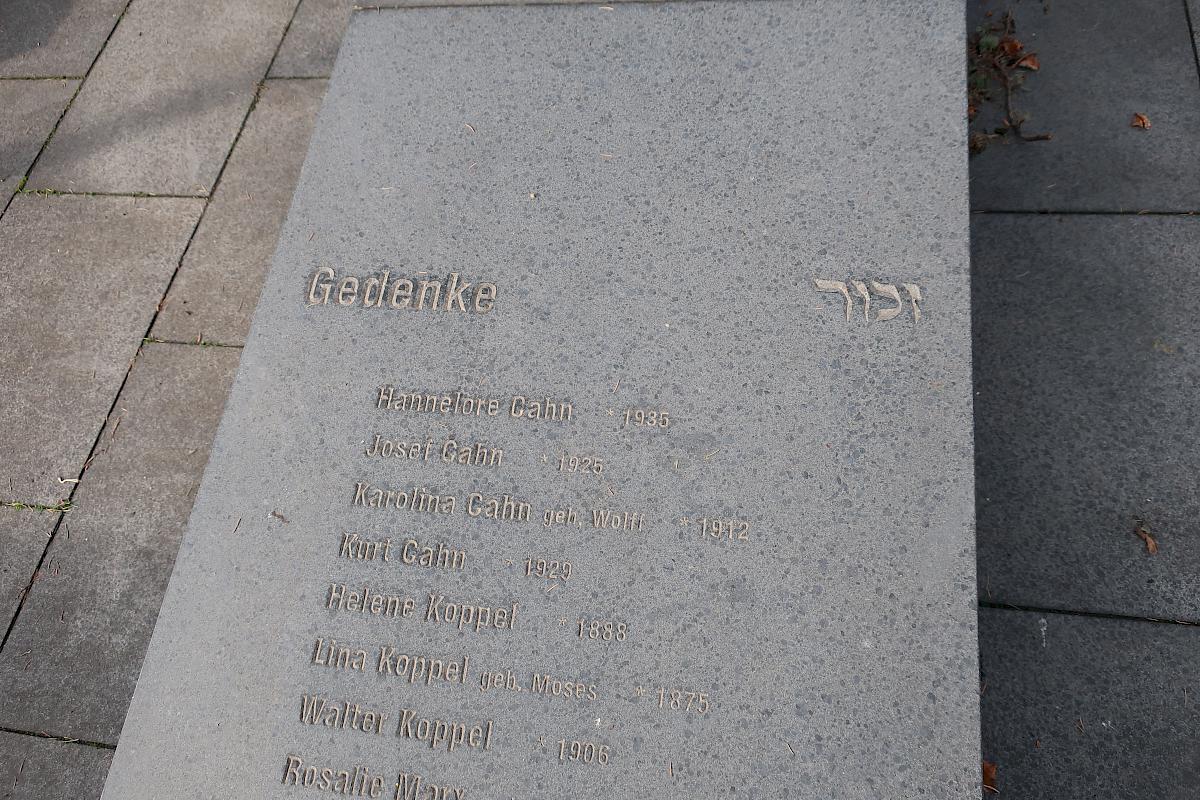 Gedenke זכור
Hannelore Cahn * 1935
Josef Cahn * 1925
Karolina Cahn geb. Wolff * 1912
Kurt Cahn * 1929
Helene Koppel * 1888
Lina Koppel geb. Moses * 1875
Walter Koppel * 1906
Rosalie Marx